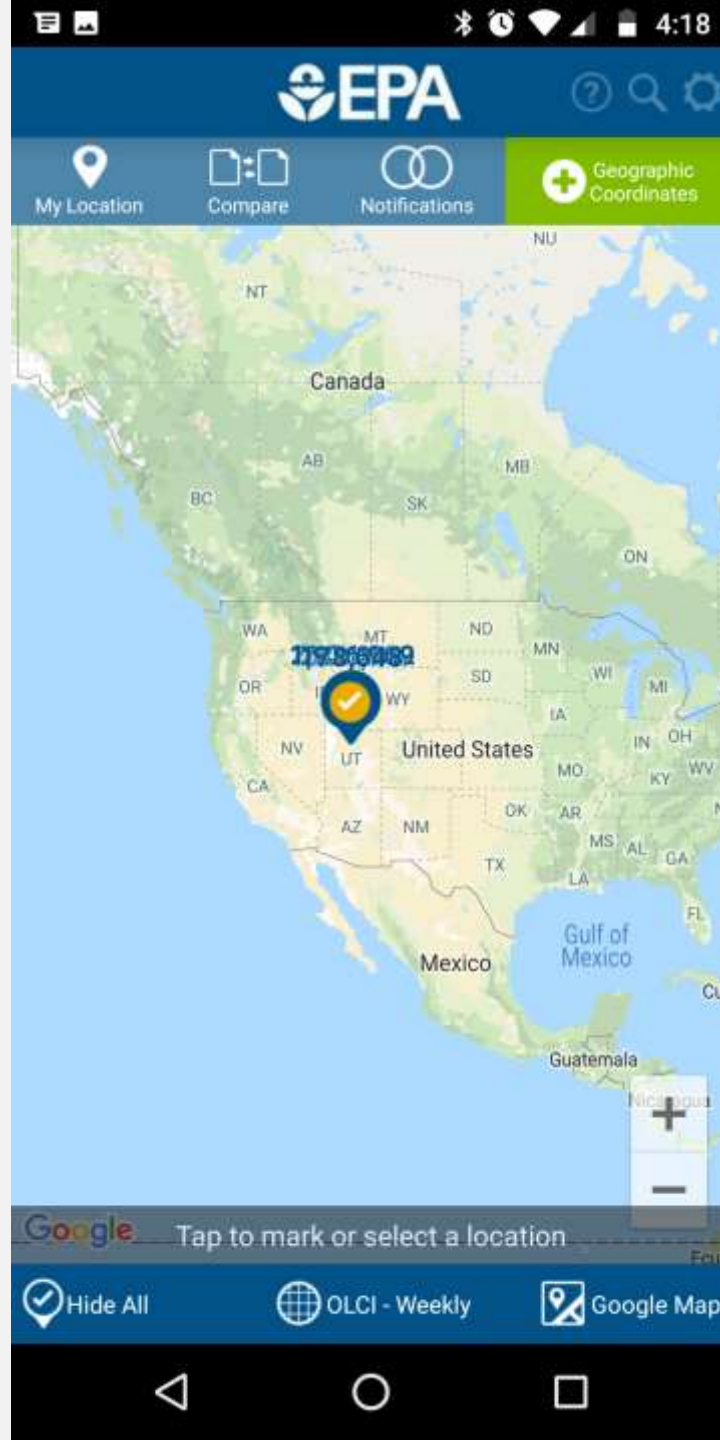 4:18
EPA
My Location
Compare
Notifications
Geographic
Coordinates
NU
NT
Canada
AB
MB
BC
SK
ON
WA
MT
ND
MN
OR
WY
SD
WI
MI
IA
NV
UT
United States
IN
OH
CA
MO
KY
WV
AZ
NM
OK
AR
TX
MS
AL
GA
LA
FL
Gulf of
Mexico
Mexico
Cu
Guatemala
Nicaragua
Google
Tap to mark or select a location
Ecu
Hide All
OLCI - Weekly
Google Map